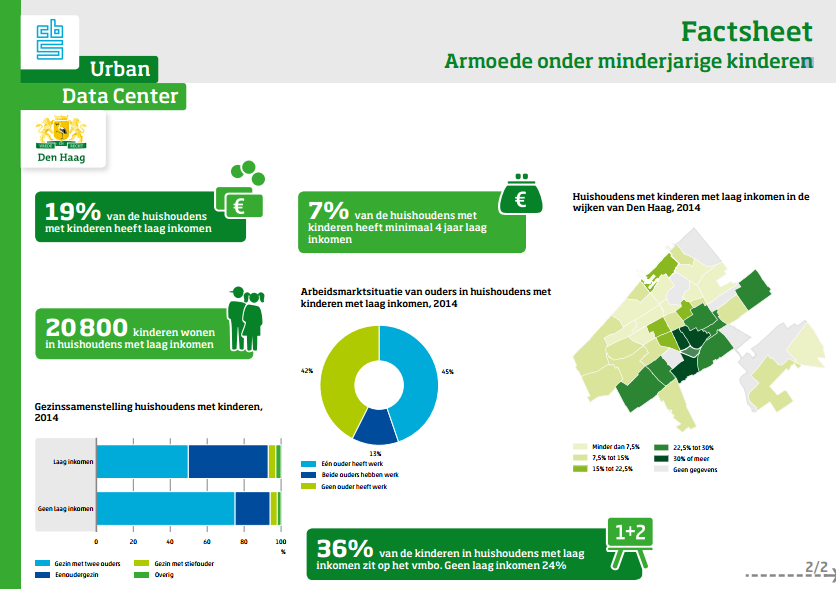 cbs
Factsheet
Armoede onder minderjarige kinderen
Urban
Data Center
Den Haag
19% van de huishoudens
met kinderen heeft laag inkomen
€
7% van de huishoudens met
kinderen heeft minimaal 4 jaar laag
inkomen
€
Huishoudens met kinderen met laag inkomen in de
wijken van Den Haag, 2014
20 800 kinderen wonen
in huishoudens met laag inkomen
Arbeidsmarktsituatie van ouders in huishoudens met
kinderen met laag inkomen, 2014
42%
45%
13%
Eén ouder heeft werk
Beide ouders hebben werk
Geen ouder heeft werk
Gezinssamenstelling huishoudens met kinderen,
2014
Laag inkomen
Geen laag inkomen
0 20 40 60 80 100
%
Gezin met twee ouders
Gezin met stiefouder
Eenoudergezin
Overig
Minder dan 7,5%
22,5% tot 30%
7,5% tot 15%
30% of meer
15% tot 22,5%
Geen gegevens
36% van de kinderen in huishoudens met laag
inkomen zit op het vmbo. Geen laag inkomen 24%
1+2
2/2